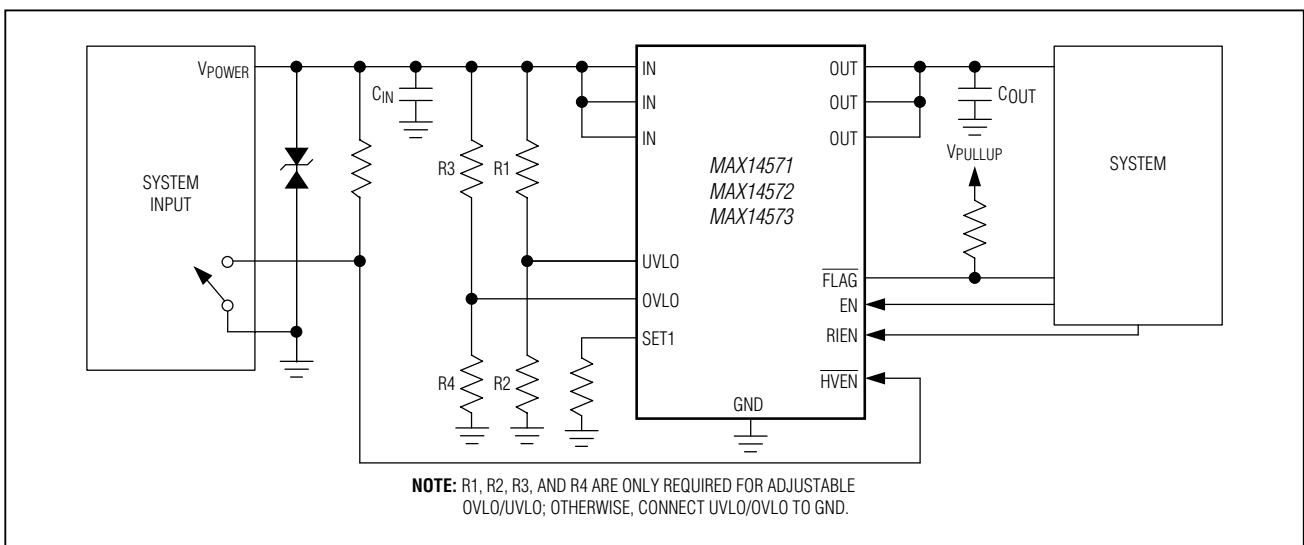 VPOWER
SYSTEM
INPUT
CIN
R3
R1
R4
R2
IN
IN
IN
UVLO
OVLO
SET1
MAX14571
MAX14572
MAX14573
GND
OUT
OUT
OUT
FLAG
EN
RIEN
HVEN
COUT
VPULLUP
SYSTEM
NOTE: R1, R2, R3, AND R4 ARE ONLY REQUIRED FOR ADJUSTABLE
OVLO/UVLO; OTHERWISE, CONNECT UVLO/OVLO TO GND.